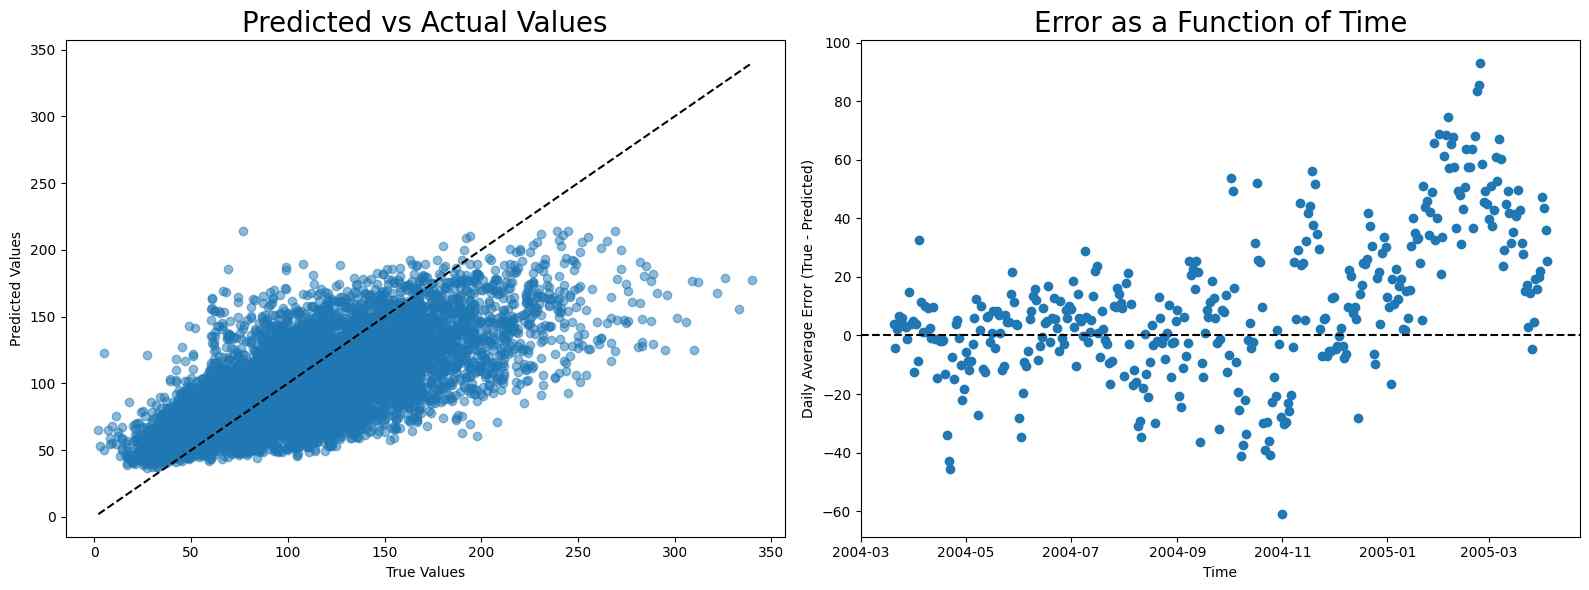 Predicted vs Actual Values
Predicted Values
350
300
250
200
150
100
50
0
0 50 100 150 200 250 300 350
True Values
Error as a Function of Time
Daily Average Error (True - Predicted)
100
80
60
40
20
0
−20
−40
−60
2004-03 2004-05 2004-07 2004-09 2004-11 2005-01 2005-03
Time